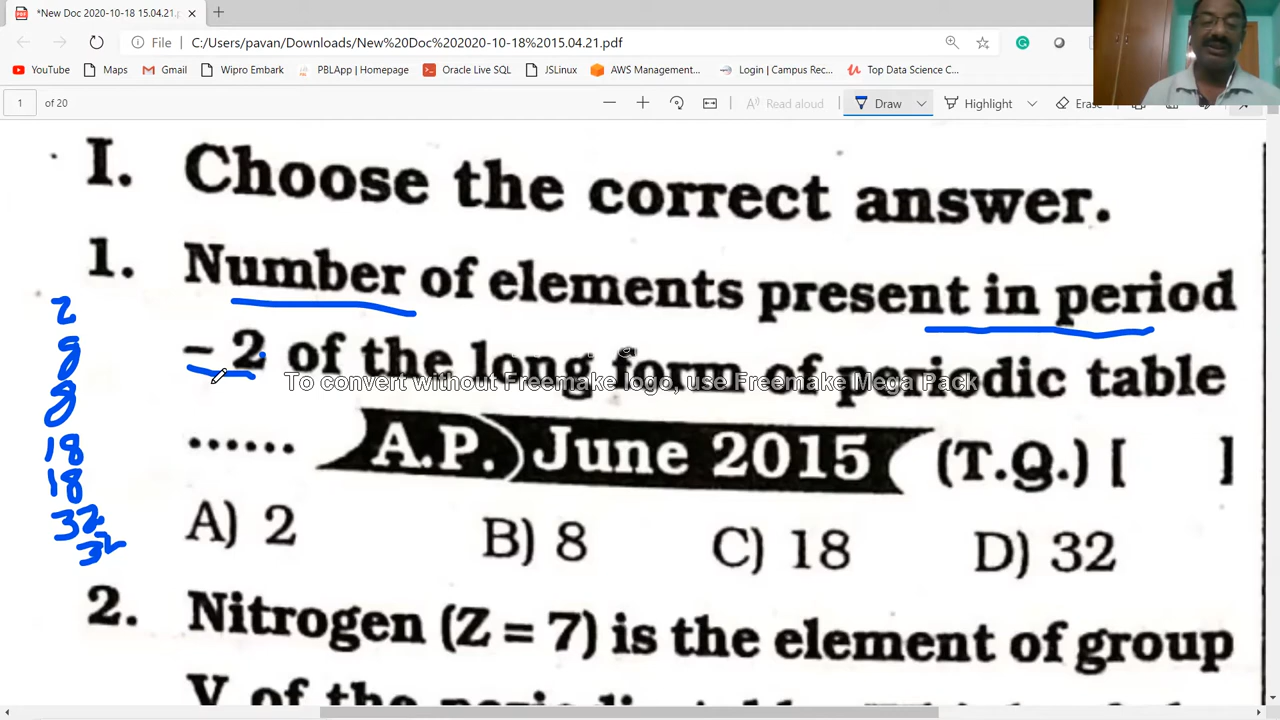 *New Doc 2020-10-18 15.04.21.p
File C:/Users/pavan/Downloads/New%20Doc%202020-10-18%2015.04.21.pdf
YouTube Maps Gmail Wipro Embark PBLApp | Homepage Oracle Live SQL JSLinux AWS Management... Login | Campus Rec... Top Data Science C...
1 of 20 Read aloud Draw Highlight Erase
I. Choose the correct answer.
1. Number of elements present in period
2
– 2 of the long form of periodic table
8
To convert without Freemake logo, use Freemake Mega Pack
8
...... A.P. June 2015 (T.Q.) [ ]
18
18
A) 2 B) 8 C) 18 D) 32
32
32
2. Nitrogen (Z = 7) is the element of group
V of the